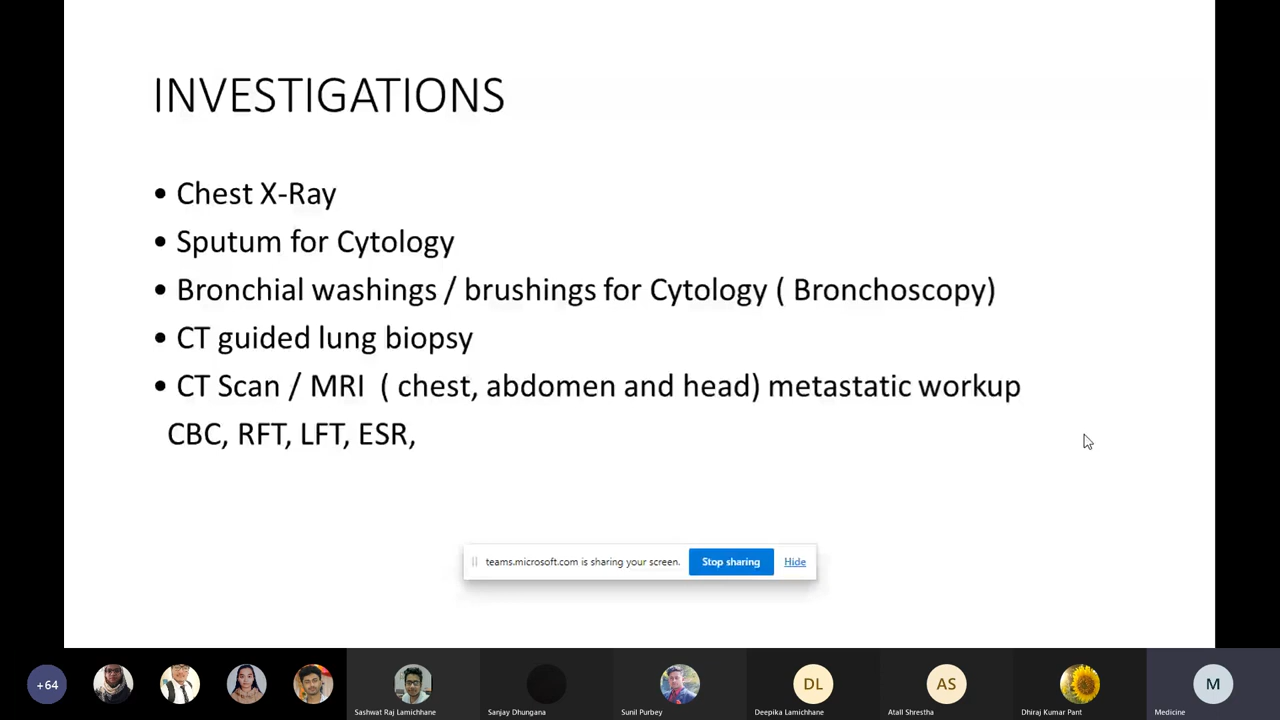 INVESTIGATIONS
• Chest X-Ray
• Sputum for Cytology
• Bronchial washings / brushings for Cytology ( Bronchoscopy)
• CT guided lung biopsy
• CT Scan / MRI ( chest, abdomen and head) metastatic workup
CBC, RFT, LFT, ESR,
teams.microsoft.com is sharing your screen. Stop sharing Hide
+64 DL AS M
Sashwat Raj Lamichhane Sanjay Dhungana Sunil Purbey Deepika Lamichhane Atall Shrestha Dhiraj Kumar Pant Medicine